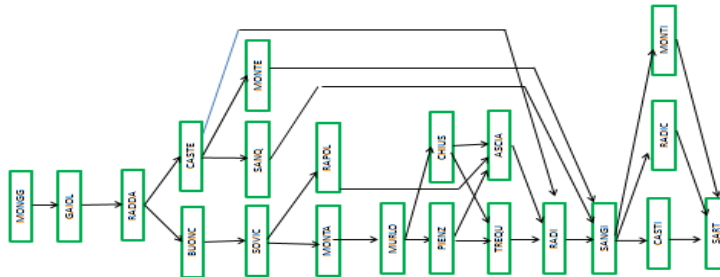 MONGG
GAIOL
RADDA
CASTE
BUONC
MONTE
SANQ
SOVIC
RAPOL
MONTA
MURLO
CHIUS
PIENZ
ASCIA
TREQU
RADI
SANGI
MONTI
RADIC
CASTI
SART